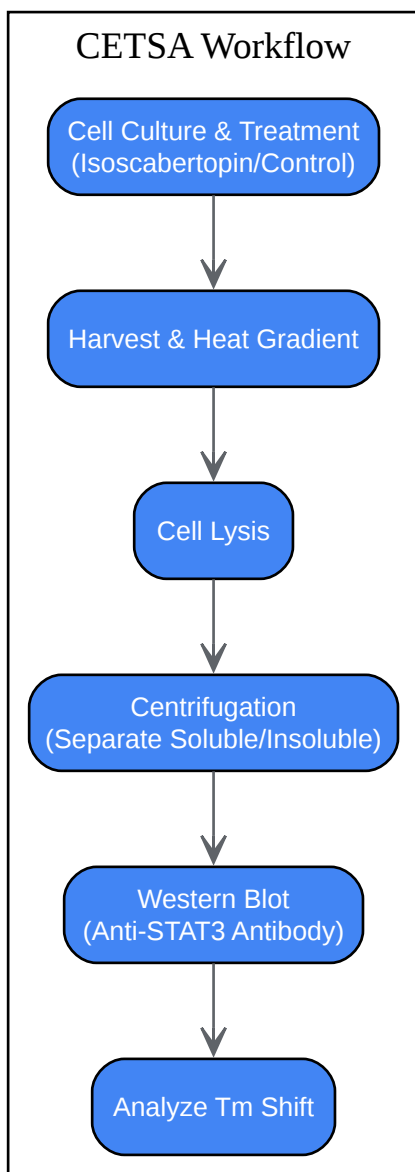 CETSA Workflow
Cell Culture & Treatment
(Isoscabertopin/Control)
Harvest & Heat Gradient
Cell Lysis
Centrifugation
(Separate Soluble/Insoluble)
Western Blot
(Anti-STAT3 Antibody)
Analyze Tm Shift